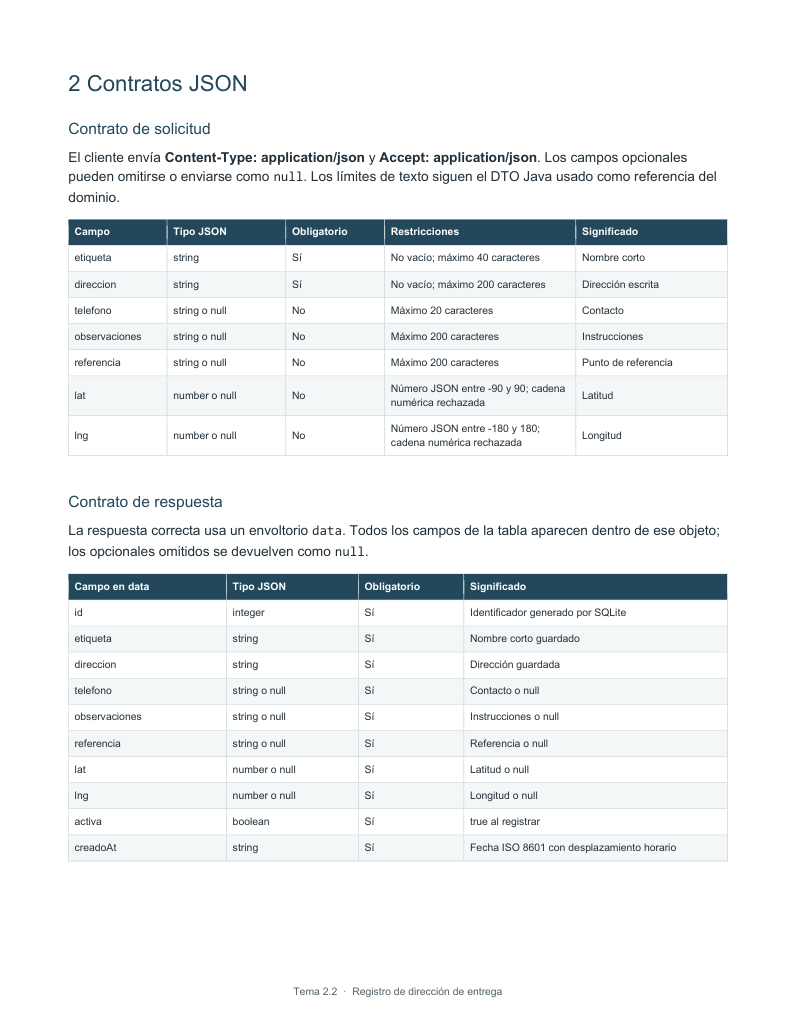 2 Contratos JSON
Contrato de solicitud
El cliente envía Content-Type: application/json y Accept: application/json. Los campos opcionales
pueden omitirse o enviarse como null. Los límites de texto siguen el DTO Java usado como referencia del
dominio.
Campo Tipo JSON Obligatorio Restricciones Significado
etiqueta string Sí No vacío; máximo 40 caracteres Nombre corto
direccion string Sí No vacío; máximo 200 caracteres Dirección escrita
telefono string o null No Máximo 20 caracteres Contacto
observaciones string o null No Máximo 200 caracteres Instrucciones
referencia string o null No Máximo 200 caracteres Punto de referencia
lat number o null No Número JSON entre -90 y 90; cadena
numérica rechazada Latitud
lng number o null No Número JSON entre -180 y 180;
cadena numérica rechazada Longitud
Contrato de respuesta
La respuesta correcta usa un envoltorio data. Todos los campos de la tabla aparecen dentro de ese objeto;
los opcionales omitidos se devuelven como null.
Campo en data Tipo JSON Obligatorio Significado
id integer Sí Identificador generado por SQLite
etiqueta string Sí Nombre corto guardado
direccion string Sí Dirección guardada
telefono string o null Sí Contacto o null
observaciones string o null Sí Instrucciones o null
referencia string o null Sí Referencia o null
lat number o null Sí Latitud o null
lng number o null Sí Longitud o null
activa boolean Sí true al registrar
creadoAt string Sí Fecha ISO 8601 con desplazamiento horario
Tema 2.2 · Registro de dirección de entrega